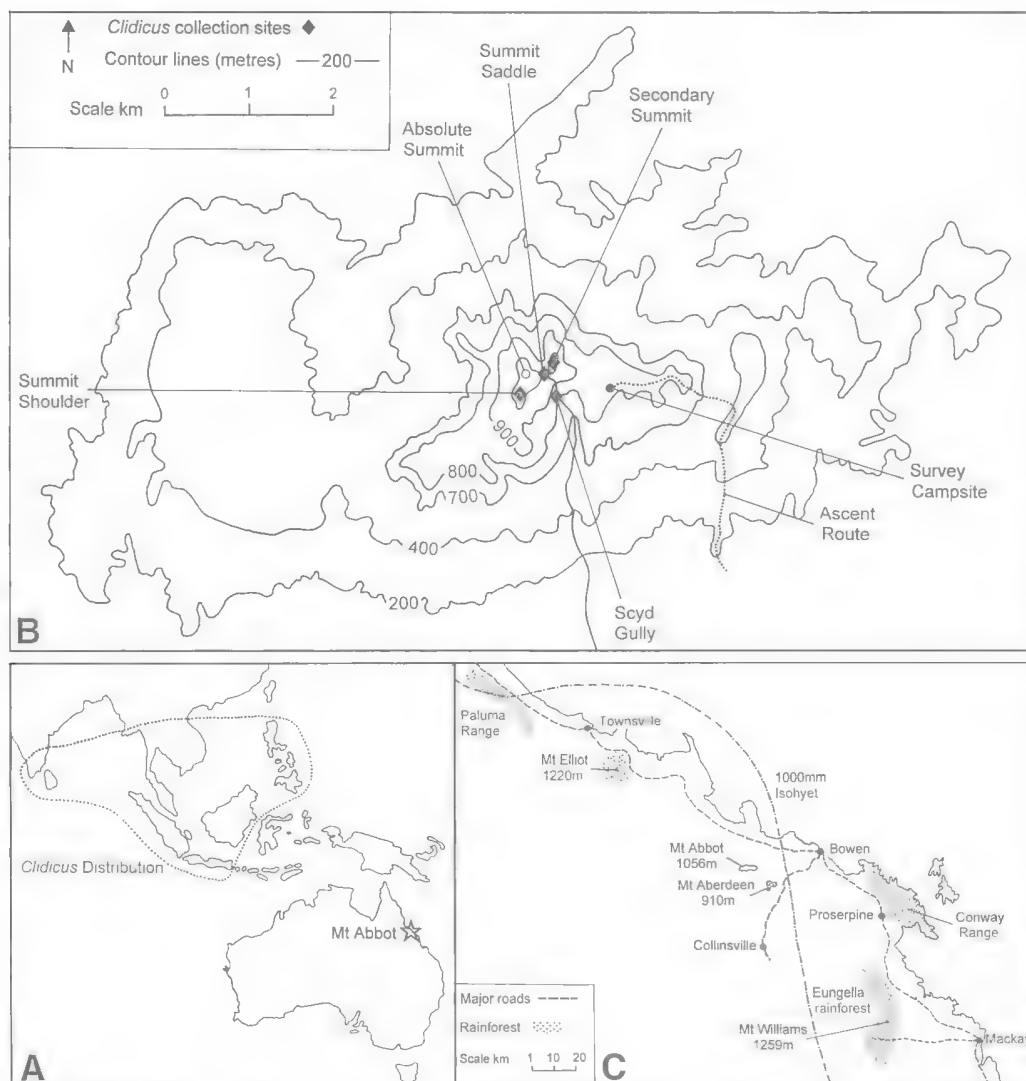 Clidicus collection sites
Contour lines (metres) 200
N
Scale km 0 1 2
Summit
Saddle
Secondary
Summit
Absolute
Summit
Summit
Shoulder
900
800
700
400
200
Survey
Campsite
Ascent
Route
Scyd
Gully
B
Clidicus Distribution
Mt Abbot
A
Paluma
Range
Townsville
Mt Elliot
1220m
1000mm
Isohyet
Mt Abbot
1056m
Bowen
Mt Aberdeen
910m
Proserpine
Conway
Range
Collinsville
Eungella
rainforest
Mt Williams
1259m
Mackay
Major roads
Rainforest
Scale km 1 10 20
C